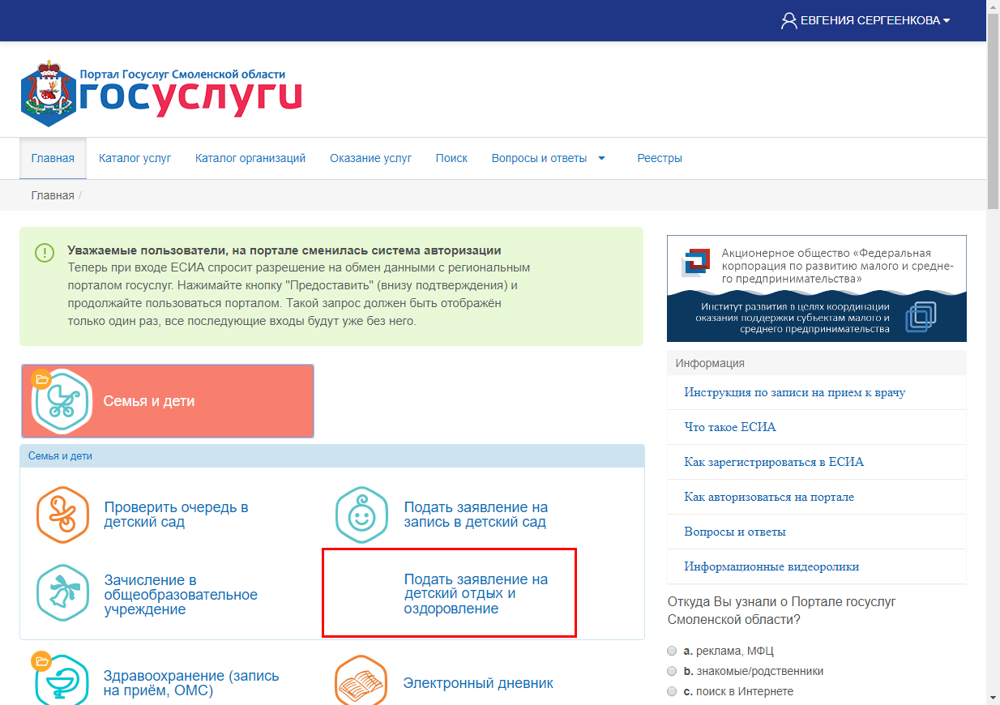 ЕВГЕНИЯ СЕРГЕЕНКОВА
Портал Госуслуг Смоленской области
госуслуги
Главная
Каталог услуг
Каталог организаций
Оказание услуг
Поиск
Вопросы и ответы
Реестры
Главная /
Уважаемые пользователи, на портале сменилась система авторизации
Теперь при входе ЕСИА спросит разрешение на обмен данными с региональным
порталом госуслуг. Нажимайте кнопку "Предоставить" (внизу подтверждения) и
продолжайте пользоваться порталом. Такой запрос должен быть отображён
только один раз, все последующие входы будут уже без него.
Семья и дети
Семья и дети
Проверить очередь в
детский сад
Подать заявление на
запись в детский сад
Зачисление в
общеобразовательное
учреждение
Подать заявление на
детский отдых и
оздоровление
Здравоохранение (запись
на приём, ОМС)
Электронный дневник
Акционерное общество «Федеральная
корпорация по развитию малого и средне-
го предпринимательства»
Институт развития в целях координации
оказания поддержки субъектам малого и
среднего предпринимательства
Информация
Инструкция по записи на прием к врачу
Что такое ЕСИА
Как зарегистрироваться в ЕСИА
Как авторизоваться на портале
Вопросы и ответы
Информационные видеоролики
Откуда Вы узнали о Портале госуслуг
Смоленской области?
a. реклама, МФЦ
b. знакомые/родственники
c. поиск в Интернете